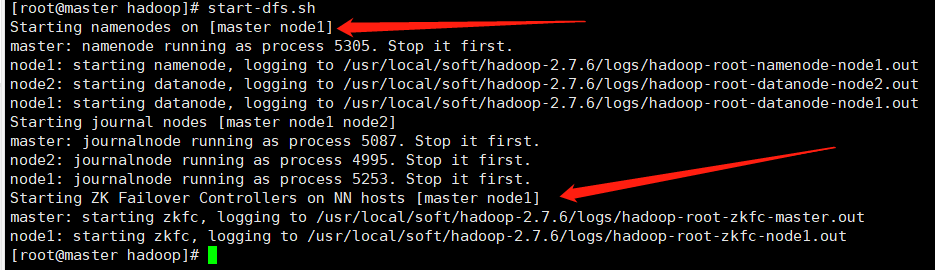 [root@master hadoop]# start-dfs.sh
Starting namenodes on [master node1]
master: namenode running as process 5305. Stop it first.
node1: starting namenode, logging to /usr/local/soft/hadoop-2.7.6/logs/hadoop-root-namenode-node1.out
node2: starting datanode, logging to /usr/local/soft/hadoop-2.7.6/logs/hadoop-root-datanode-node2.out
node1: starting datanode, logging to /usr/local/soft/hadoop-2.7.6/logs/hadoop-root-datanode-node1.out
Starting journal nodes [master node1 node2]
master: journalnode running as process 5087. Stop it first.
node2: journalnode running as process 4995. Stop it first.
node1: journalnode running as process 5253. Stop it first.
Starting ZK Failover Controllers on NN hosts [master node1]
master: starting zkfc, logging to /usr/local/soft/hadoop-2.7.6/logs/hadoop-root-zkfc-master.out
node1: starting zkfc, logging to /usr/local/soft/hadoop-2.7.6/logs/hadoop-root-zkfc-node1.out
[root@master hadoop]#